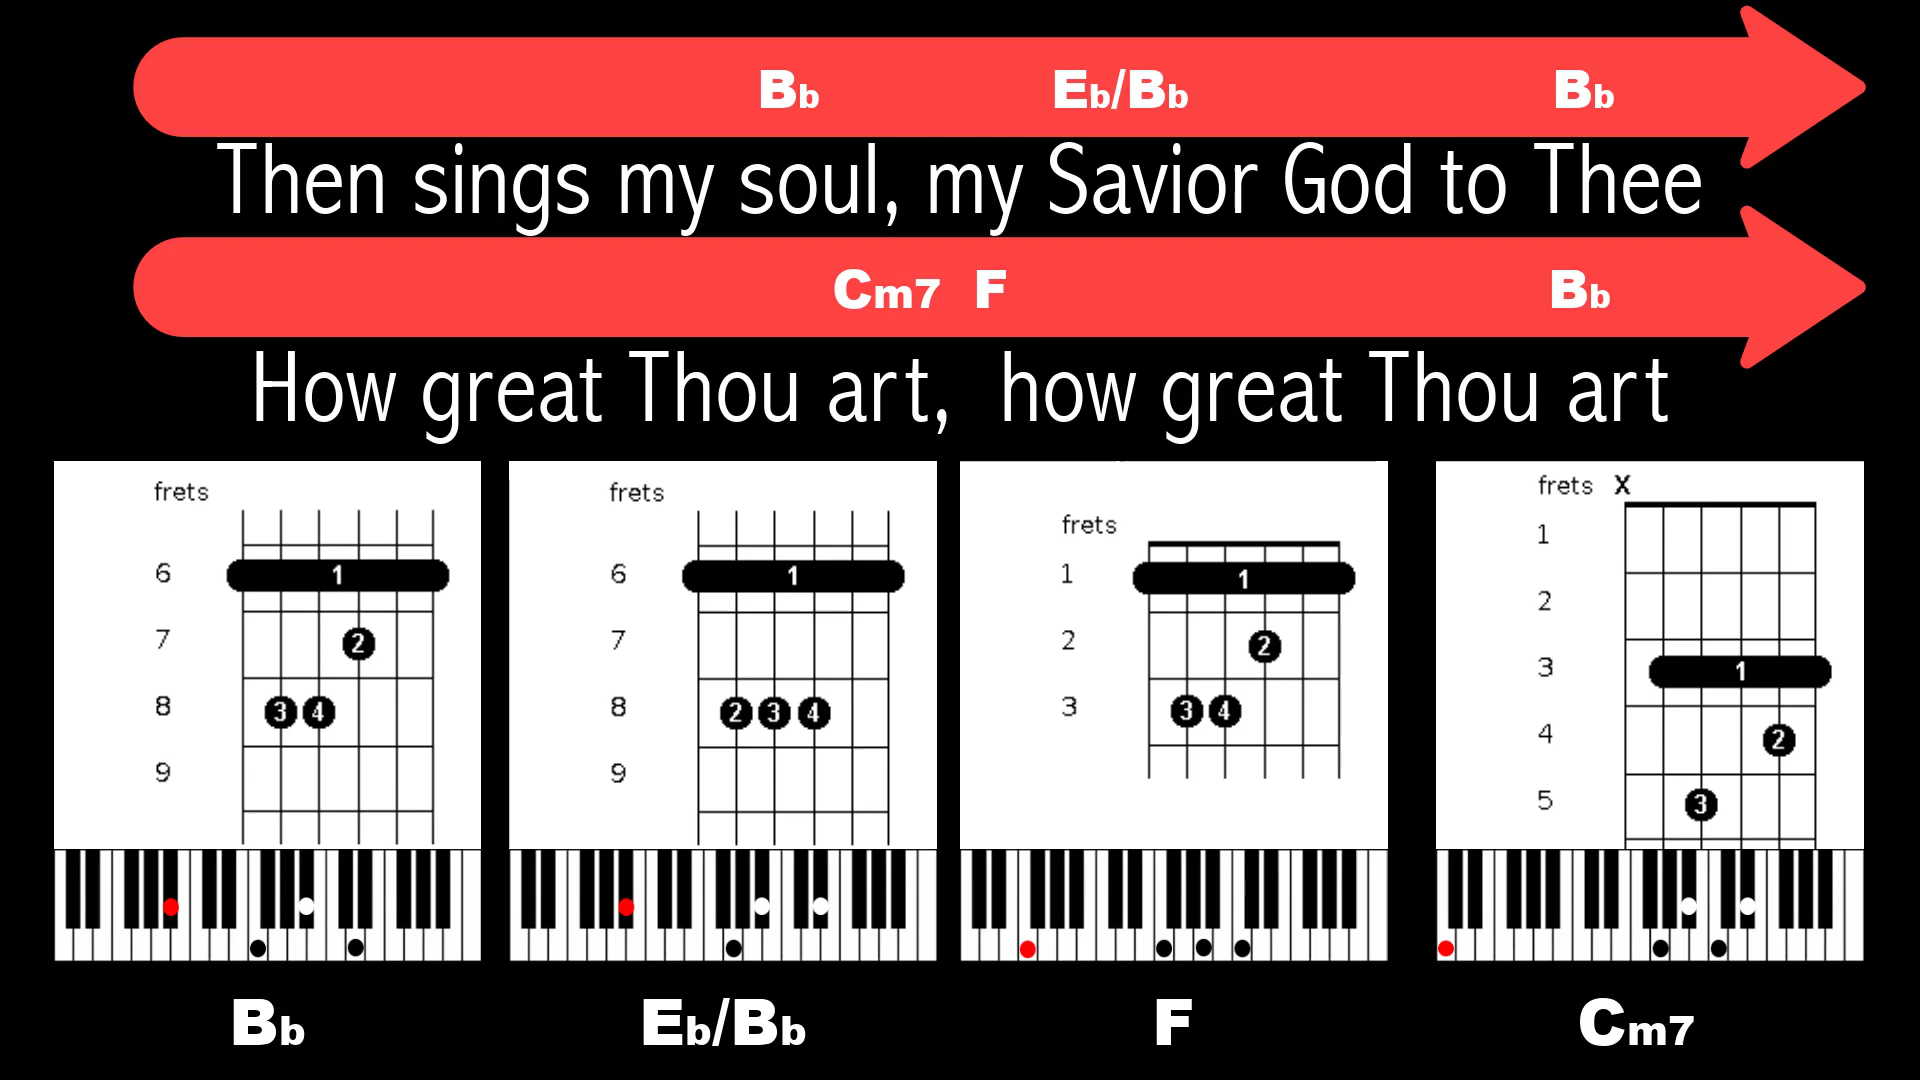 Bb Eb/Bb Bb
Then sings my soul, my Savior God to Thee
Cm7 F Bb
How great Thou art, how great Thou art
frets
6 1
7 2
8 3 4
9
frets
6 1
7
8 2 3 4
9
frets
1 1
2 2
3 3 4
frets X
1
2
3 1
4 2
5 3
Bb Eb/Bb F Cm7